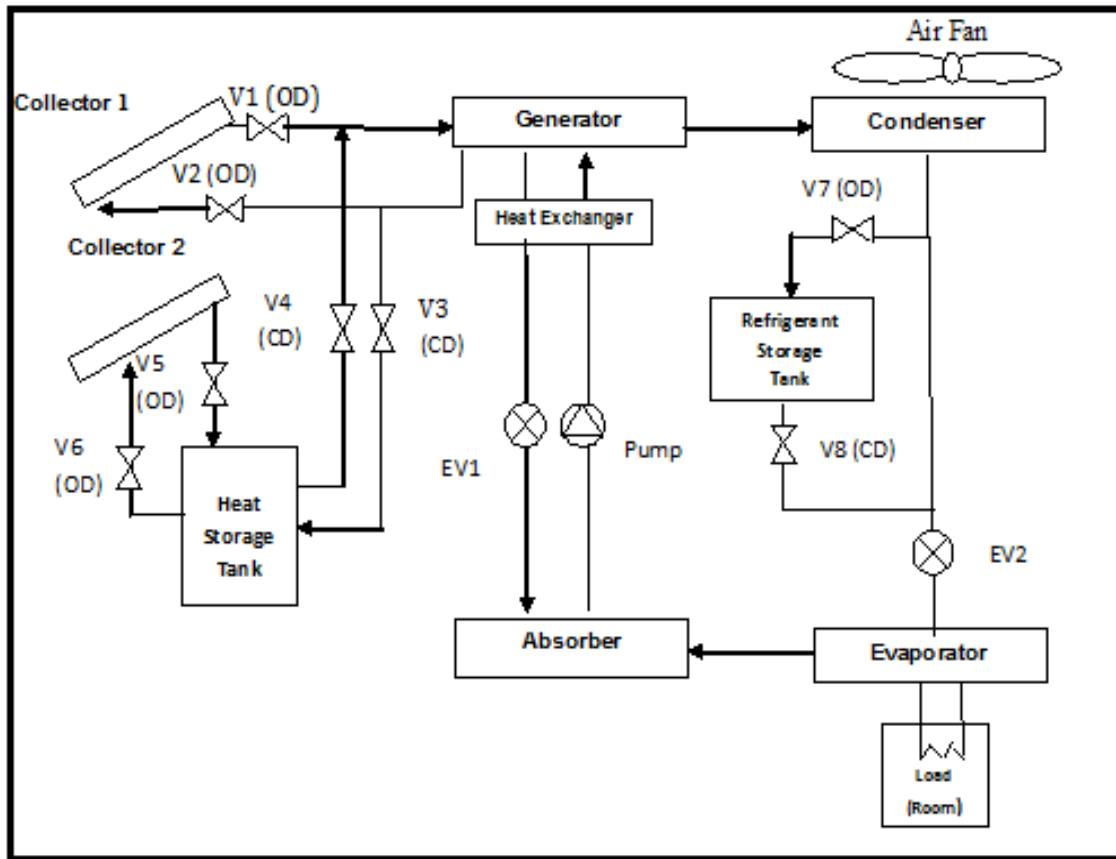 Air Fan
Collector 1
V1 (OD)
Generator
Condenser
V2 (OD)
V7 (OD)
Heat Exchanger
Collector 2
V4
(CD)
V3
(CD)
Refrigerant
Storage
Tank
V5
(OD)
V6
(OD)
EV1
Pump
V8 (CD)
Heat
Storage
Tank
EV2
Absorber
Evaporator
Load
(Room)